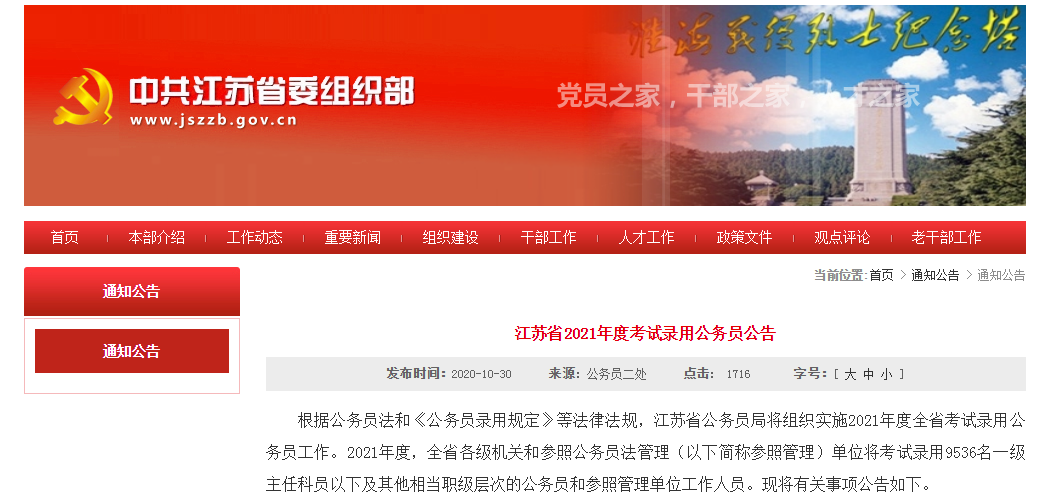 淮海战役烈士纪念塔
中共江苏省委组织部
党员之家，干部之家，人才之家
www.jszzb.gov.cn
首页 本部介绍 工作动态 重要新闻 组织建设 干部工作 人才工作 政策文件 观点评论 老干部工作
通知公告
当前位置:首页 > 通知公告 > 通知公告
通知公告
江苏省2021年度考试录用公务员公告
发布时间：2020-10-30 来源：公务员二处 点击： 1716 字号：[ 大 中 小 ]
根据公务员法和《公务员录用规定》等法律法规，江苏省公务员局将组织实施2021年度全省考试录用公
务员工作。2021年度，全省各级机关和参照公务员法管理（以下简称参照管理）单位将考试录用9536名一级
主任科员以下及其他相当职级层次的公务员和参照管理单位工作人员。现将有关事项公告如下。